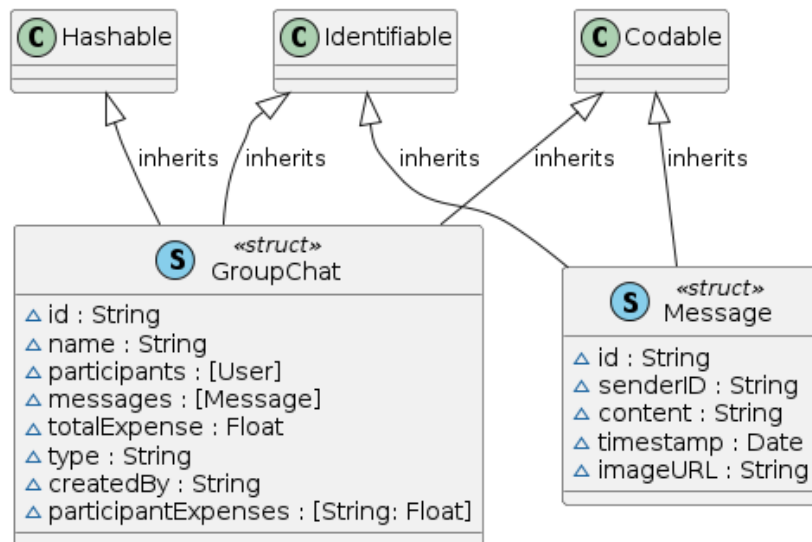 C Hashable
C Identifiable
C Codable
inherits
inherits
inherits
inherits
inherits
«struct»
S GroupChat
id : String
name : String
participants : [User]
messages : [Message]
totalExpense : Float
type : String
createdBy : String
participantExpenses : [String: Float]
«struct»
S Message
id : String
senderID : String
content : String
timestamp : Date
imageURL : String